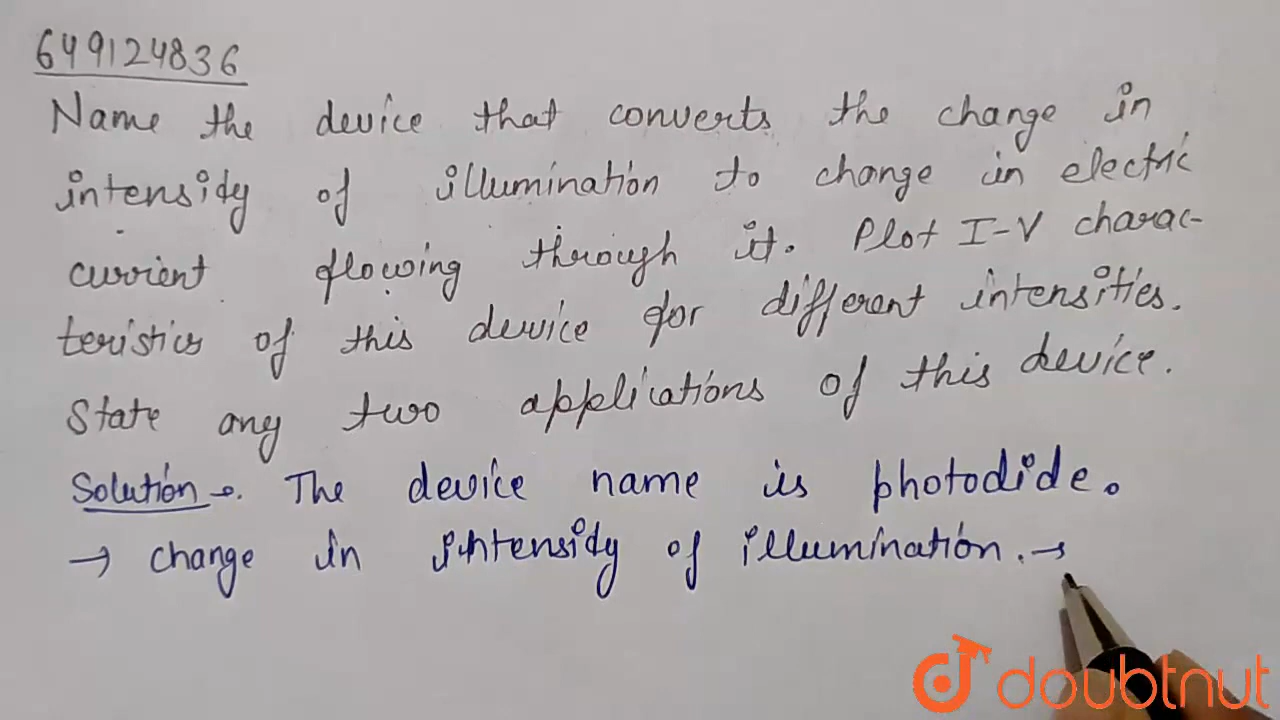 649124836
Name the device that converts the change in
intensidy of illumination to change in electric
current flowing through it. Plot I-V charac-
teristics of this device for different intensities.
State any two applications of this device.
Solution →. The device name is photodide.
→ change in intensidy of illumination. →
doubtnut